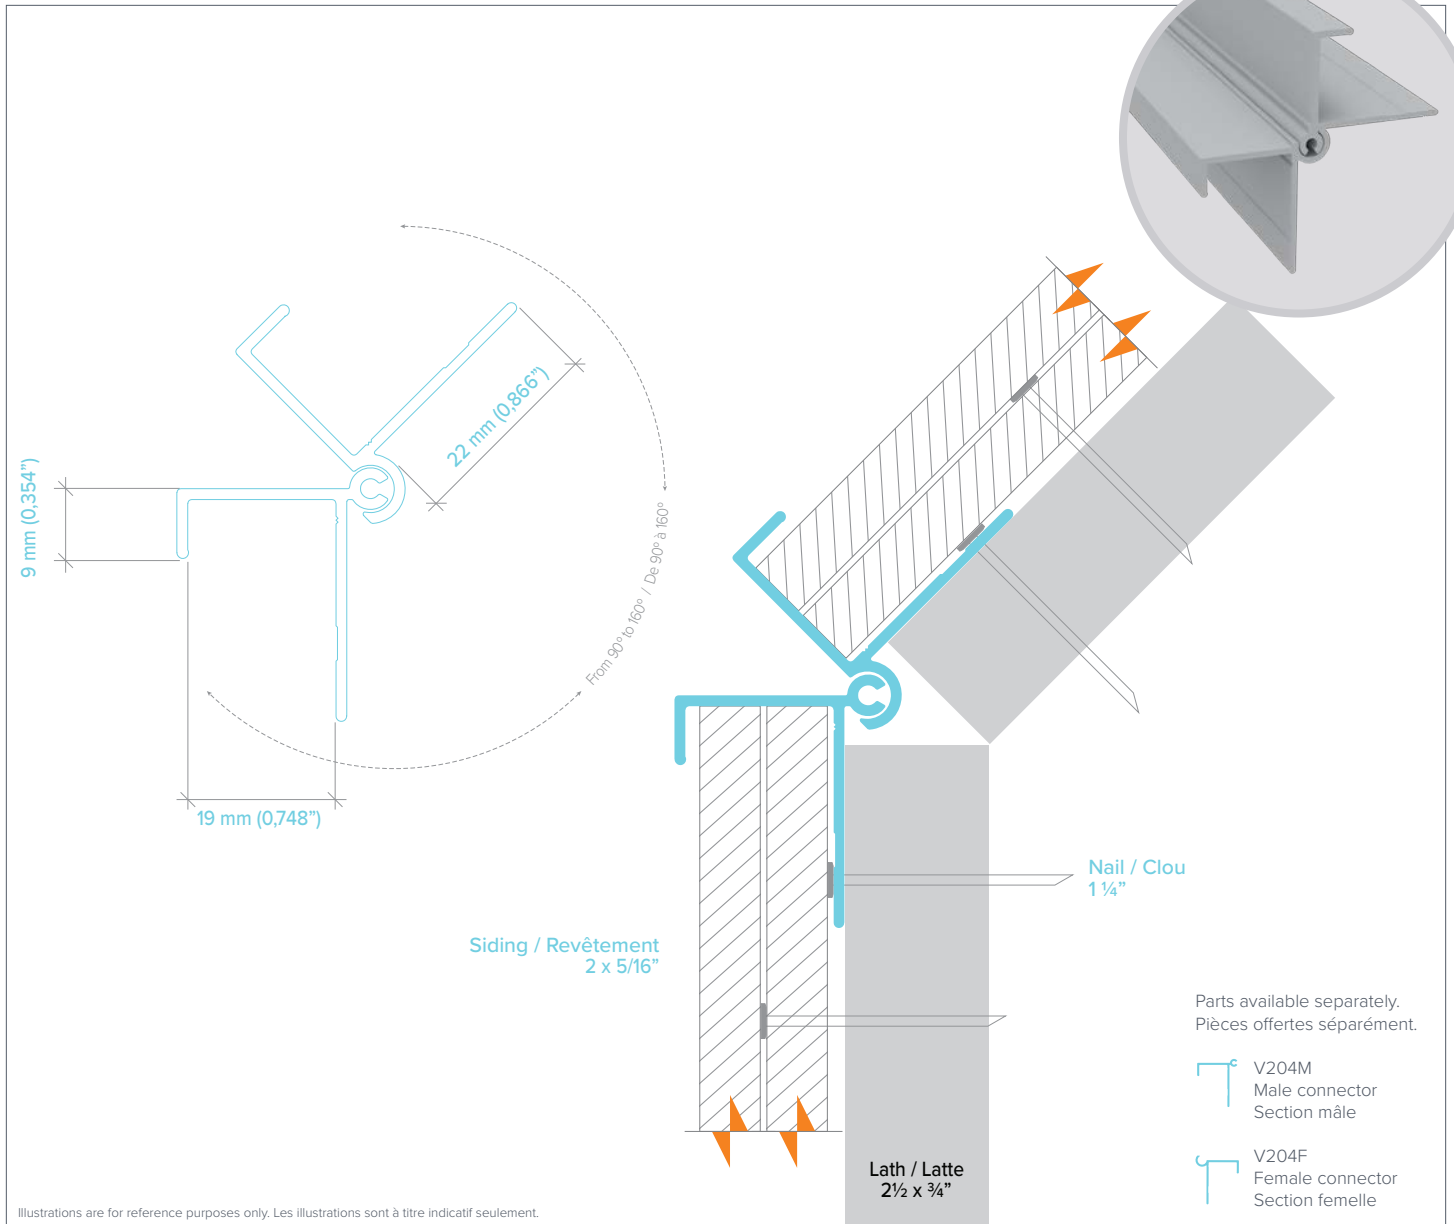 22 mm (0,866”)
9 mm (0,354”)
From 90° to 160° / De 90° à 160°
19 mm (0,748”)
Nail / Clou
1 ¼”
Siding / Revêtement
2 x 5/16”
Parts available separately.
Pièces offertes séparément.
V204M
Male connector
Section mâle
V204F
Female connector
Section femelle
Lath / Latte
2½ x ¾”
Illustrations are for reference purposes only. Les illustrations sont à titre indicatif seulement.